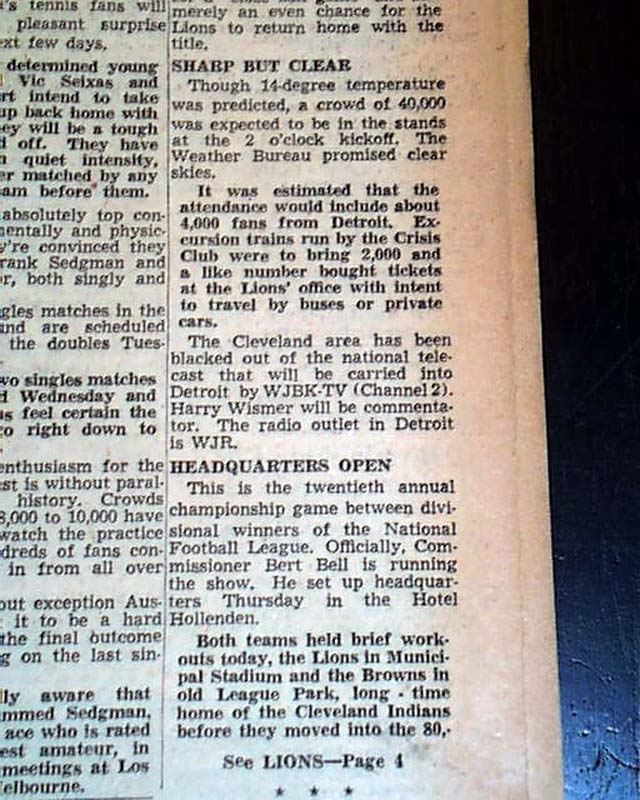 's tennis fans will
pleasant surprise
ext few days.
determined young
Vic Seixas and
rt intend to take
up back home with
ey will be a tough
d off. They have
n quiet intensity,
er matched by any
am before them.
absolutely top con-
mentally and physic-
y're convinced they
rank Sedgman and
r, both singly and
gles matches in the
and are scheduled
the doubles Tues-
wo singles matches
d Wednesday and
ns feel certain the
go right down to
enthusiasm for the
st is without paral-
history. Crowds
8,000 to 10,000 have
watch the practice
dreds of fans con-
in from all over
out exception Aus-
it to be a hard
the final outcome
g on the last sin-
lly aware that
ammed Sedgman,
ace who is rated
est amateur, in
meetings at Los
elbourne.
merely an even chance for the
Lions to return home with the
title.
SHARP BUT CLEAR
Though 14-degree temperature
was predicted, a crowd of 40,000
was expected to be in the stands
at the 2 o'clock kickoff. The
Weather Bureau promised clear
skies.
It was estimated that the
attendance would include about
4,000 fans from Detroit. Ex-
cursion trains run by the Crisis
Club were to bring 2,000 and
a like number bought tickets
at the Lions' office with intent
to travel by buses or private
cars.
The Cleveland area has been
blacked out of the national tele-
cast that will be carried into
Detroit by WJBK-TV (Channel 2).
Harry Wismer will be commenta-
tor. The radio outlet in Detroit
is WJR.
HEADQUARTERS OPEN
This is the twentieth annual
championship game between divi-
sional winners of the National
Football League. Officially, Com-
missioner Bert Bell is running
the show. He set up headquar-
ters Thursday in the Hotel
Hollenden.
Both teams held brief work-
outs today, the Lions in Munici-
pal Stadium and the Browns in
old League Park, long-time
home of the Cleveland Indians
before they moved into the 80,-
See LIONS—Page 4
★ ★ ★